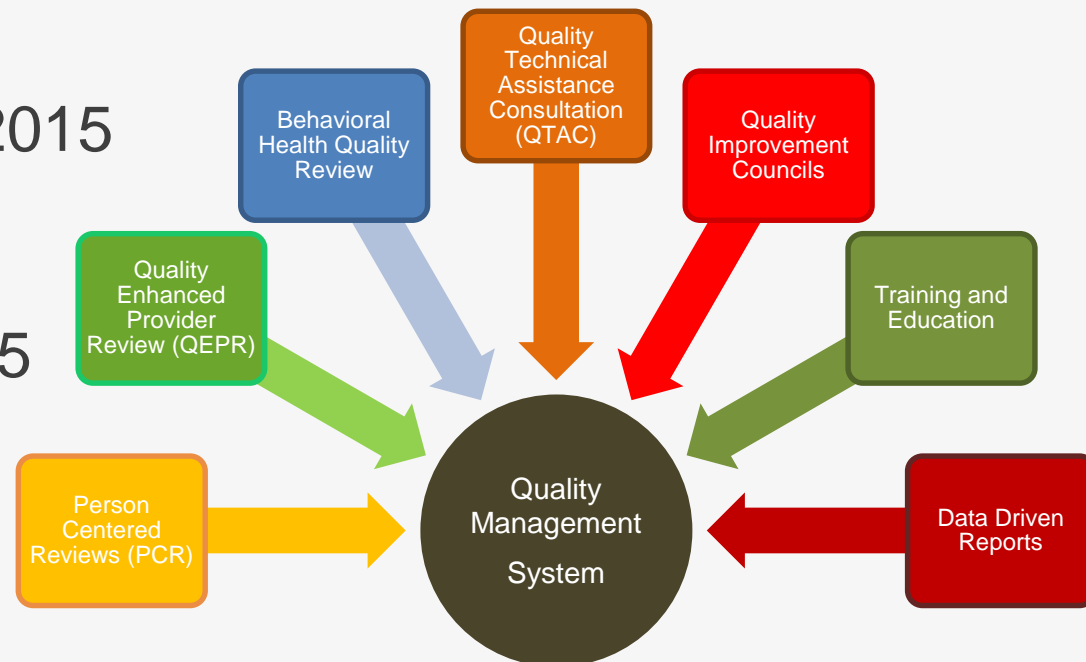 2015
5
Quality
Technical
Assistance
Consultation
(QTAC)
Behavioral
Health Quality
Review
Quality
Improvement
Councils
Quality
Enhanced
Provider
Review (QEPR)
Training and
Education
Person
Centered
Reviews (PCR)
Quality
Management
System
Data Driven
Reports